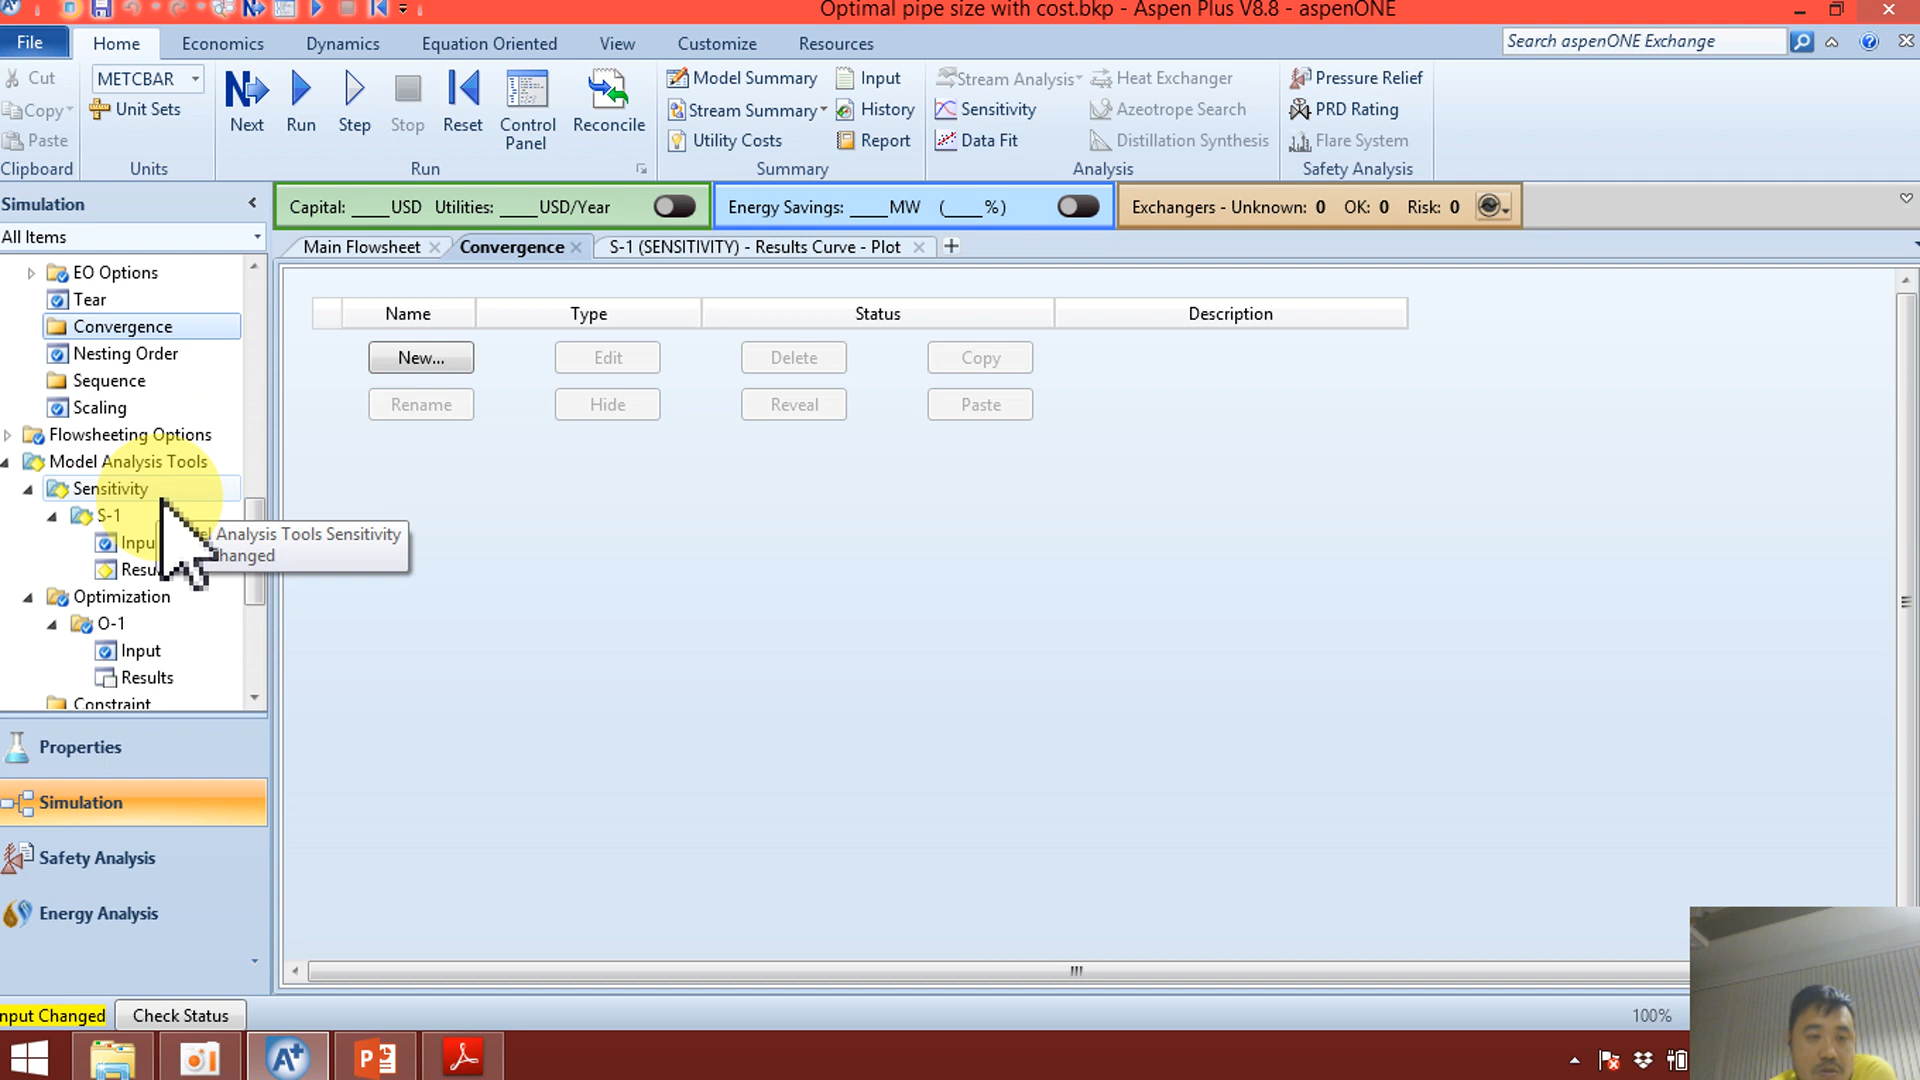 Optimal pipe size with cost.bkp - Aspen Plus V8.8 - aspenONE
File
Home
Economics
Dynamics
Equation Oriented
View
Customize
Resources
Search aspenONE Exchange
Cut
Copy
Paste
Clipboard
METCBAR
Unit Sets
Units
Next
Run
Step
Stop
Reset
Control Panel
Reconcile
Run
Model Summary
Stream Summary
Utility Costs
Input
History
Report
Summary
Stream Analysis
Sensitivity
Data Fit
Heat Exchanger
Azeotrope Search
Distillation Synthesis
Analysis
Pressure Relief
PRD Rating
Flare System
Safety Analysis
Simulation
All Items
Capital: ____USD Utilities: ____USD/Year
Energy Savings: ____MW (____%)
Exchangers - Unknown: 0 OK: 0 Risk: 0
Main Flowsheet
Convergence
S-1 (SENSITIVITY) - Results Curve - Plot
EO Options
Tear
Convergence
Nesting Order
Sequence
Scaling
Flowsheeting Options
Model Analysis Tools
Sensitivity
S-1
Inpu
Resu
Analysis Tools Sensitivity
hanged
Optimization
O-1
Input
Results
Constraint
Name Type Status Description
New... Edit Delete Copy
Rename Hide Reveal Paste
Properties
Simulation
Safety Analysis
Energy Analysis
nput Changed
Check Status
100%